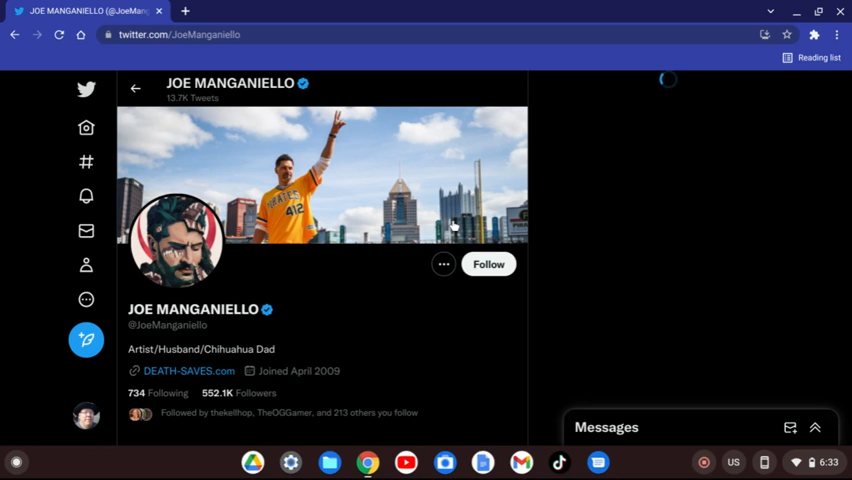 JOE MANGANIELLO (@JoeMang
twitter.com/JoeManganiello
Reading list
JOE MANGANIELLO
13.7K Tweets
PIRATES
412
Follow
JOE MANGANIELLO
@JoeManganiello
Artist/Husband/Chihuahua Dad
DEATH-SAVES.com Joined April 2009
734 Following 552.1K Followers
Followed by thekellhop, TheOGGamer, and 213 others you follow
Messages
US
6:33